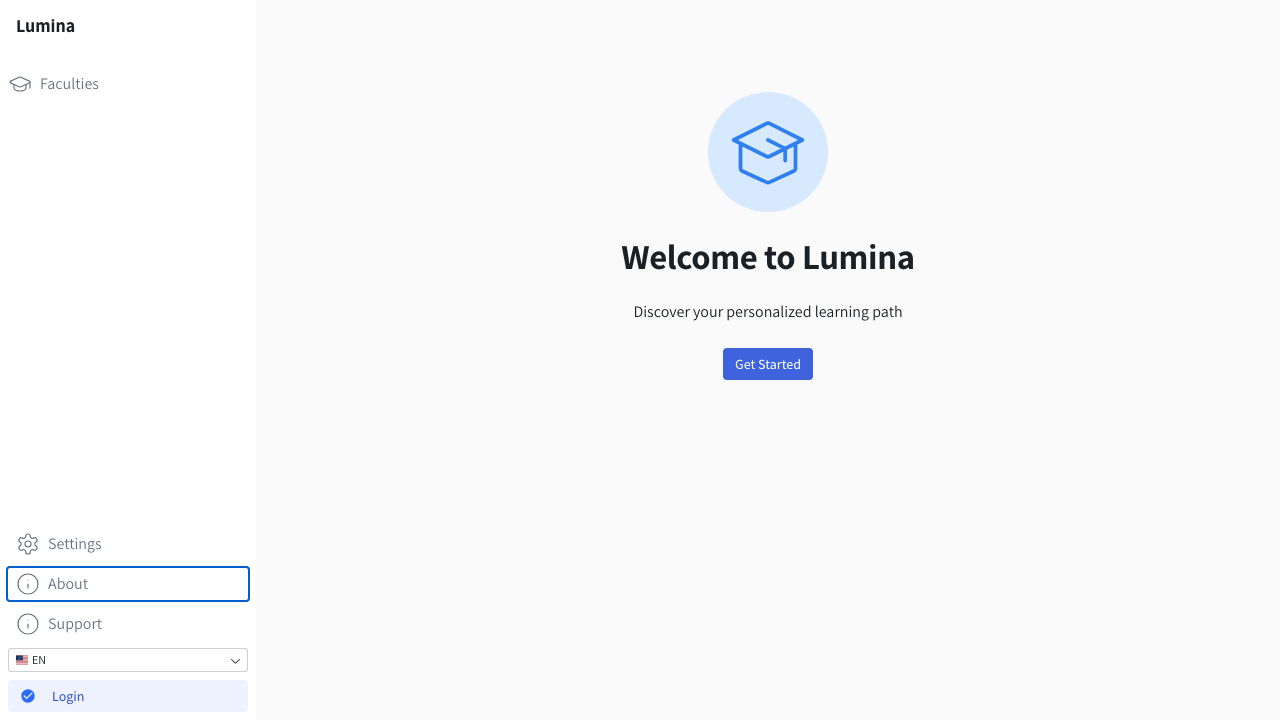 Lumina
Faculties
Welcome to Lumina
Discover your personalized learning path
Get Started
Settings
About
Support
EN
Login